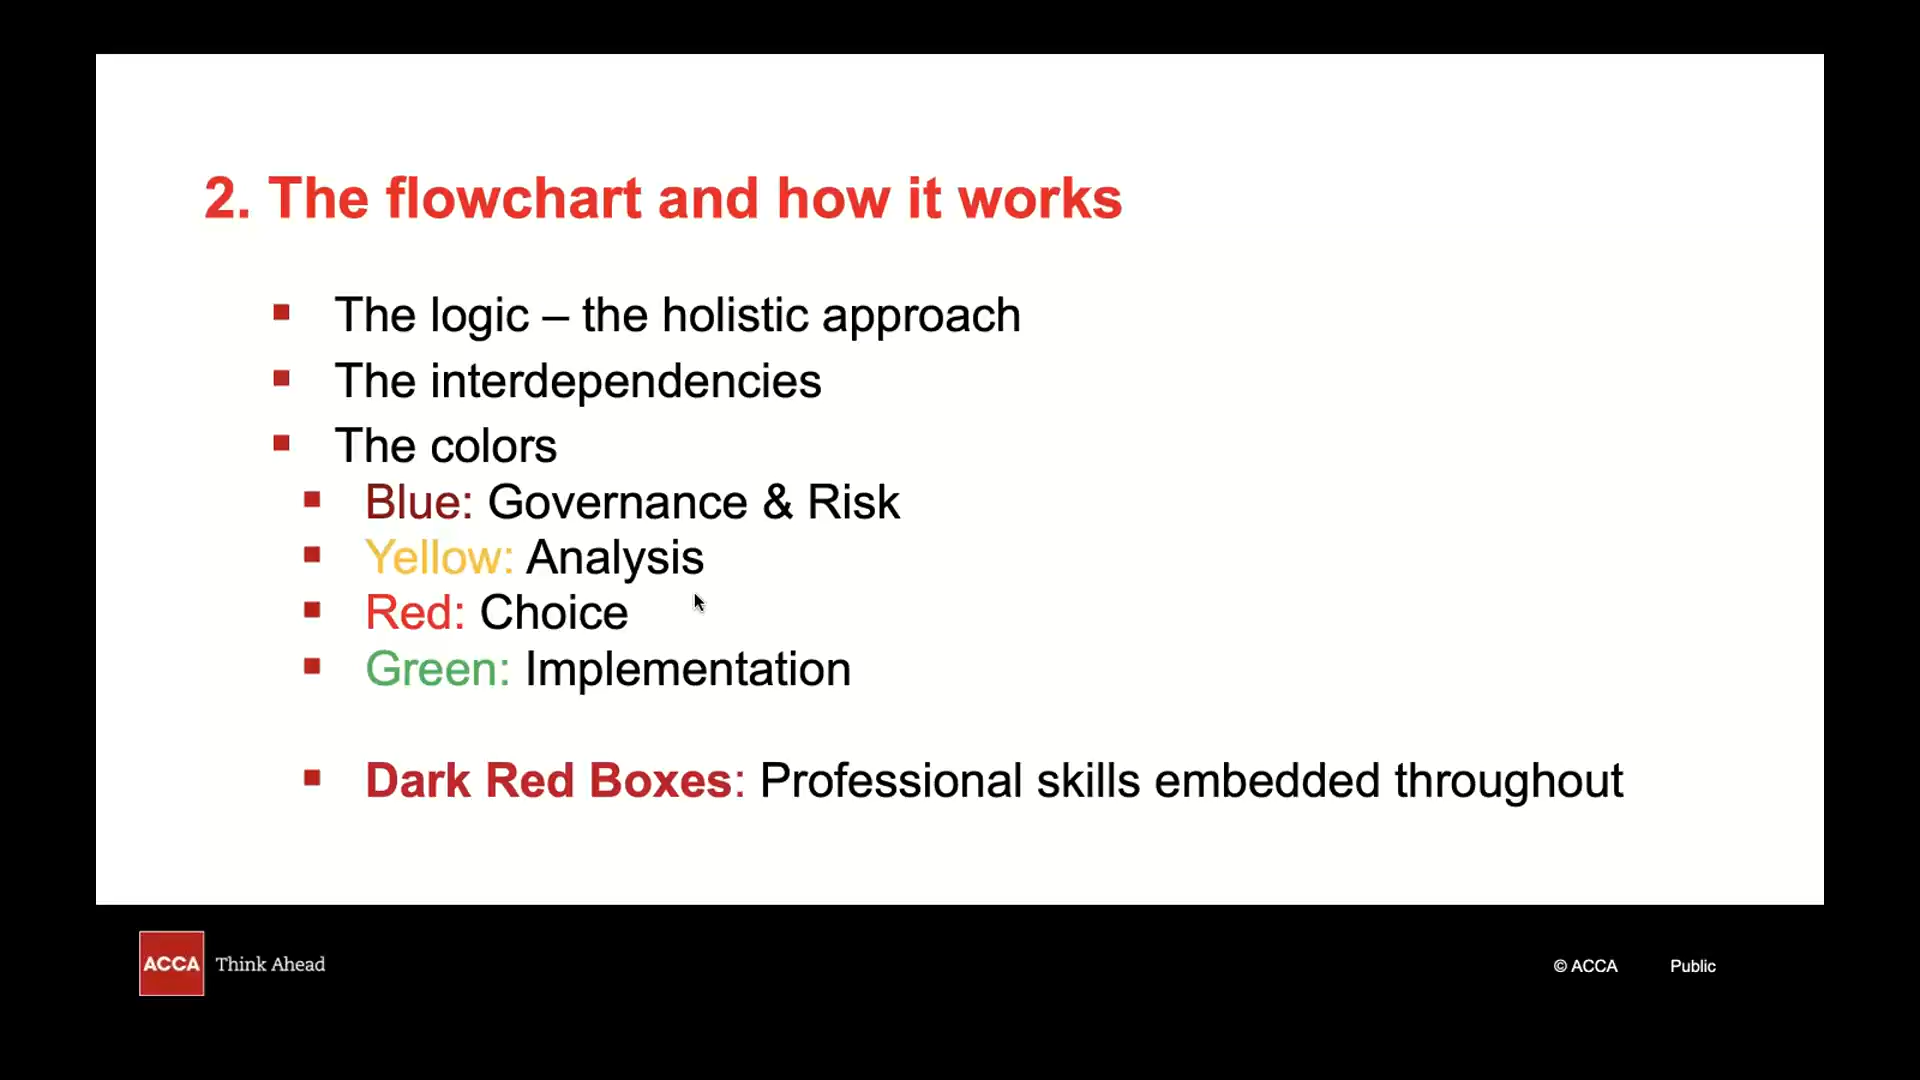 2. The flowchart and how it works
The logic – the holistic approach
The interdependencies
The colors
Blue: Governance & Risk
Yellow: Analysis
Red: Choice
Green: Implementation
Dark Red Boxes: Professional skills embedded throughout
ACCA Think Ahead
© ACCA Public